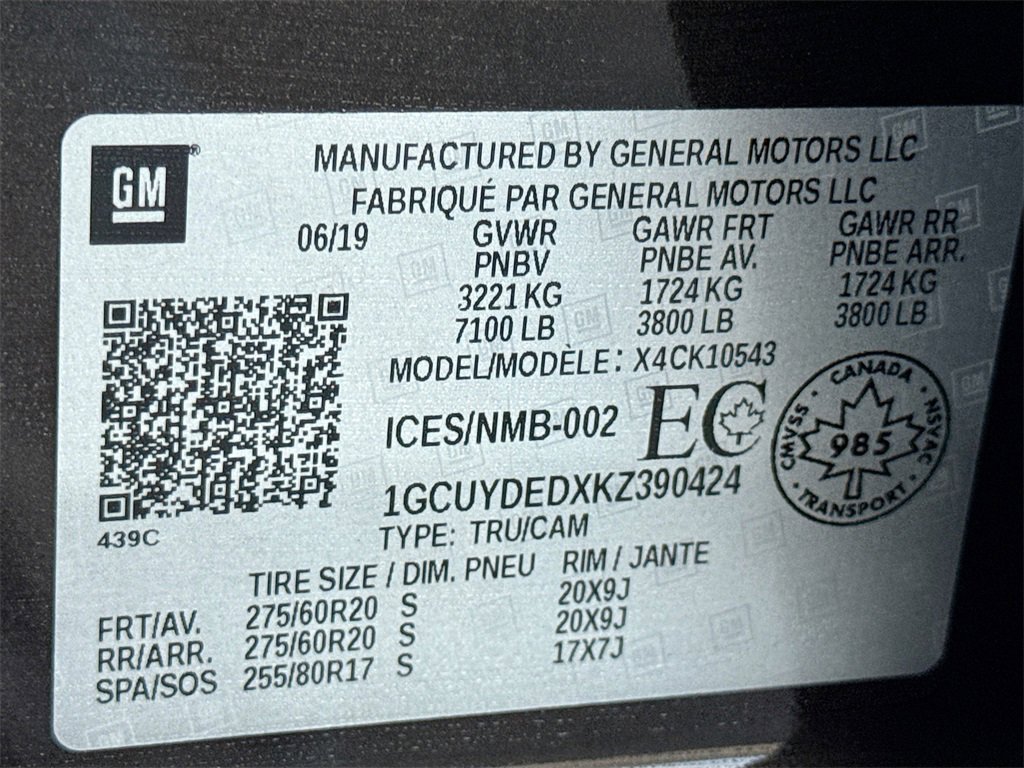 GM®
MANUFACTURED BY GENERAL MOTORS LLC
FABRIQUÉ PAR GENERAL MOTORS LLC
06/19 GVWR GAWR FRT GAWR RR
PNBV PNBE AV. PNBE ARR.
3221 KG 1724 KG 1724 KG
7100 LB 3800 LB 3800 LB
MODEL/MODÈLE: X4CK10543
ICES/NMB-002 EC
CANADA
CMVSS 985 NSVAC
TRANSPORT
1GCUYDEDXKZ390424
439C
TYPE: TRU/CAM
TIRE SIZE / DIM. PNEU RIM / JANTE
FRT/AV. 275/60R20 S 20X9J
RR/ARR. 275/60R20 S 20X9J
SPA/SOS 255/80R17 S 17X7J